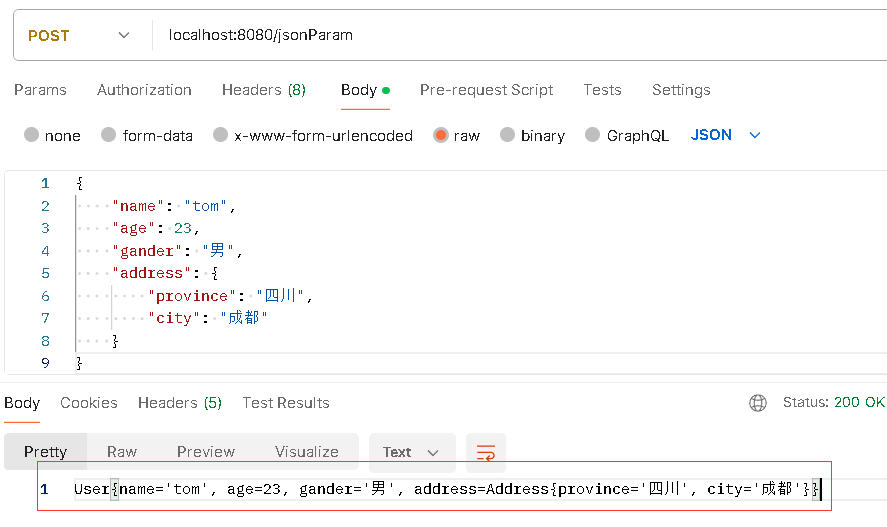 POST localhost:8080/jsonParam
Params Authorization Headers (8) Body Pre-request Script Tests Settings
none form-data x-www-form-urlencoded raw binary GraphQL JSON
1 {
2 "name": "tom",
3 "age": 23,
4 "gander": "男",
5 "address": {
6 "province": "四川",
7 "city": "成都"
8 }
9 }
Body Cookies Headers (5) Test Results Status: 200 OK
Pretty Raw Preview Visualize Text
1 User{name='tom', age=23, gander='男', address=Address{province='四川', city='成都'}}